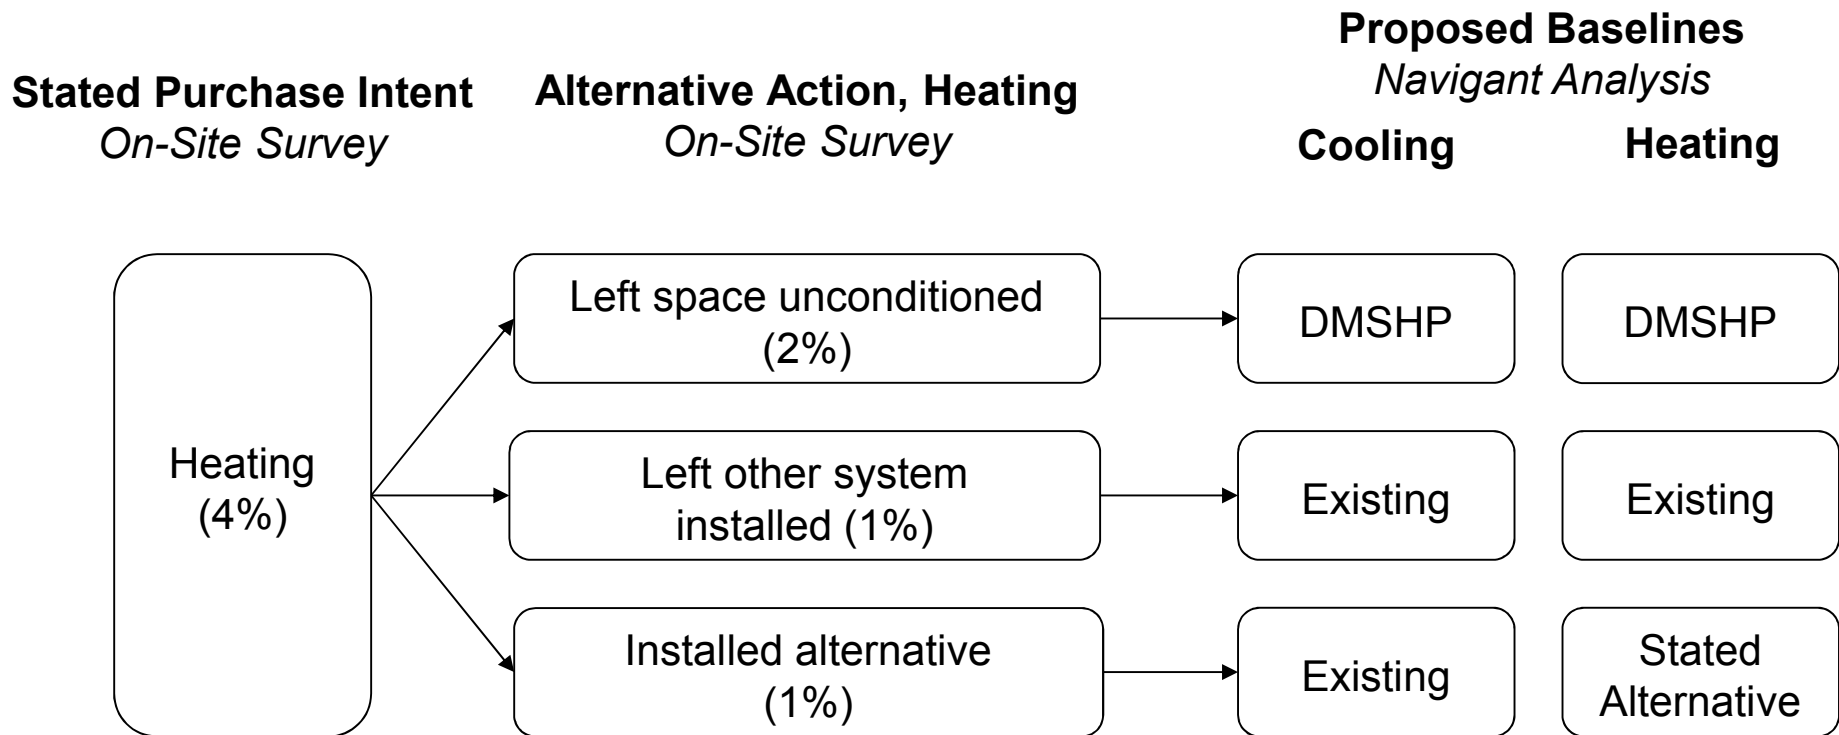 Stated Purchase Intent
On-Site Survey
Alternative Action, Heating
On-Site Survey
Proposed Baselines
Navigant Analysis
Cooling
Heating
Heating
(4%)
Left space unconditioned
(2%)
DMSHP
DMSHP
Left other system
installed (1%)
Existing
Existing
Installed alternative
(1%)
Existing
Stated
Alternative